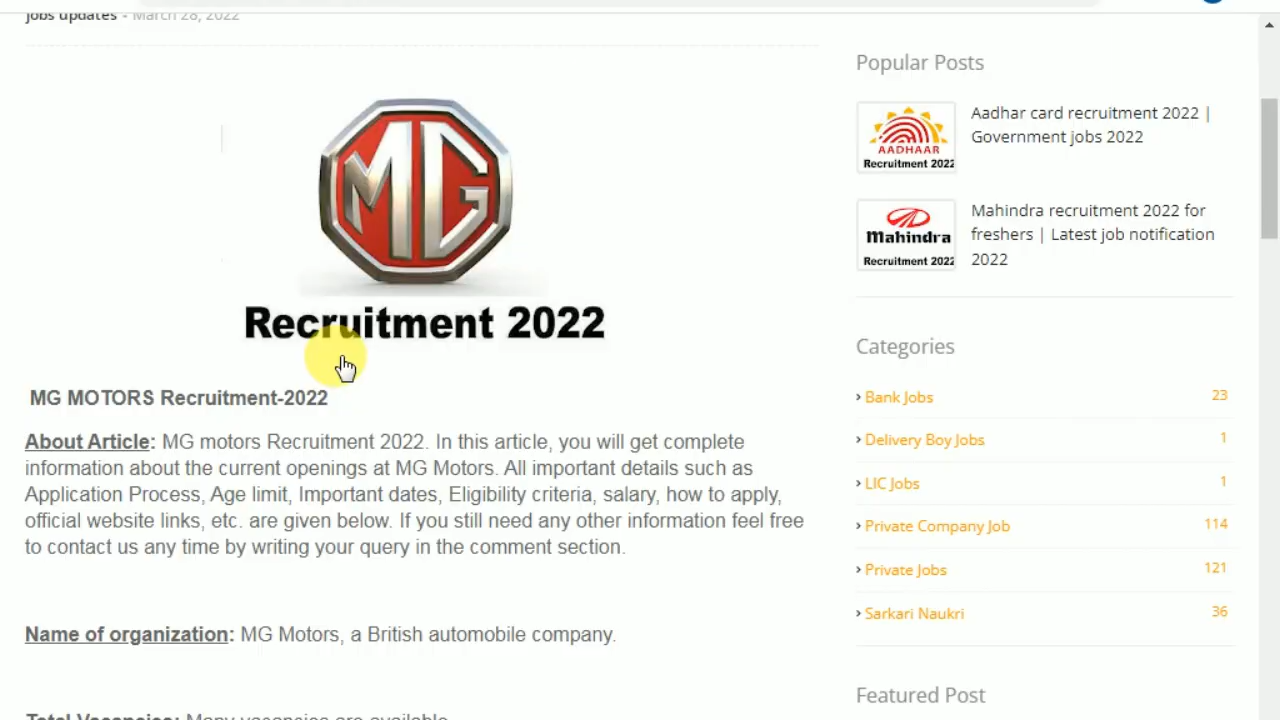 jobs updates - March 28, 2022
MG
Recruitment 2022
MG MOTORS Recruitment-2022
About Article: MG motors Recruitment 2022. In this article, you will get complete
information about the current openings at MG Motors. All important details such as
Application Process, Age limit, Important dates, Eligibility criteria, salary, how to apply,
official website links, etc. are given below. If you still need any other information feel free
to contact us any time by writing your query in the comment section.
Name of organization: MG Motors, a British automobile company.
Total Vacancies: Many vacancies are available
Popular Posts
AADHAAR
Recruitment 2022
Aadhar card recruitment 2022 |
Government jobs 2022
Mahindra
Recruitment 2022
Mahindra recruitment 2022 for
freshers | Latest job notification
2022
Categories
› Bank Jobs 23
› Delivery Boy Jobs 1
› LIC Jobs 1
› Private Company Job 114
› Private Jobs 121
› Sarkari Naukri 36
Featured Post